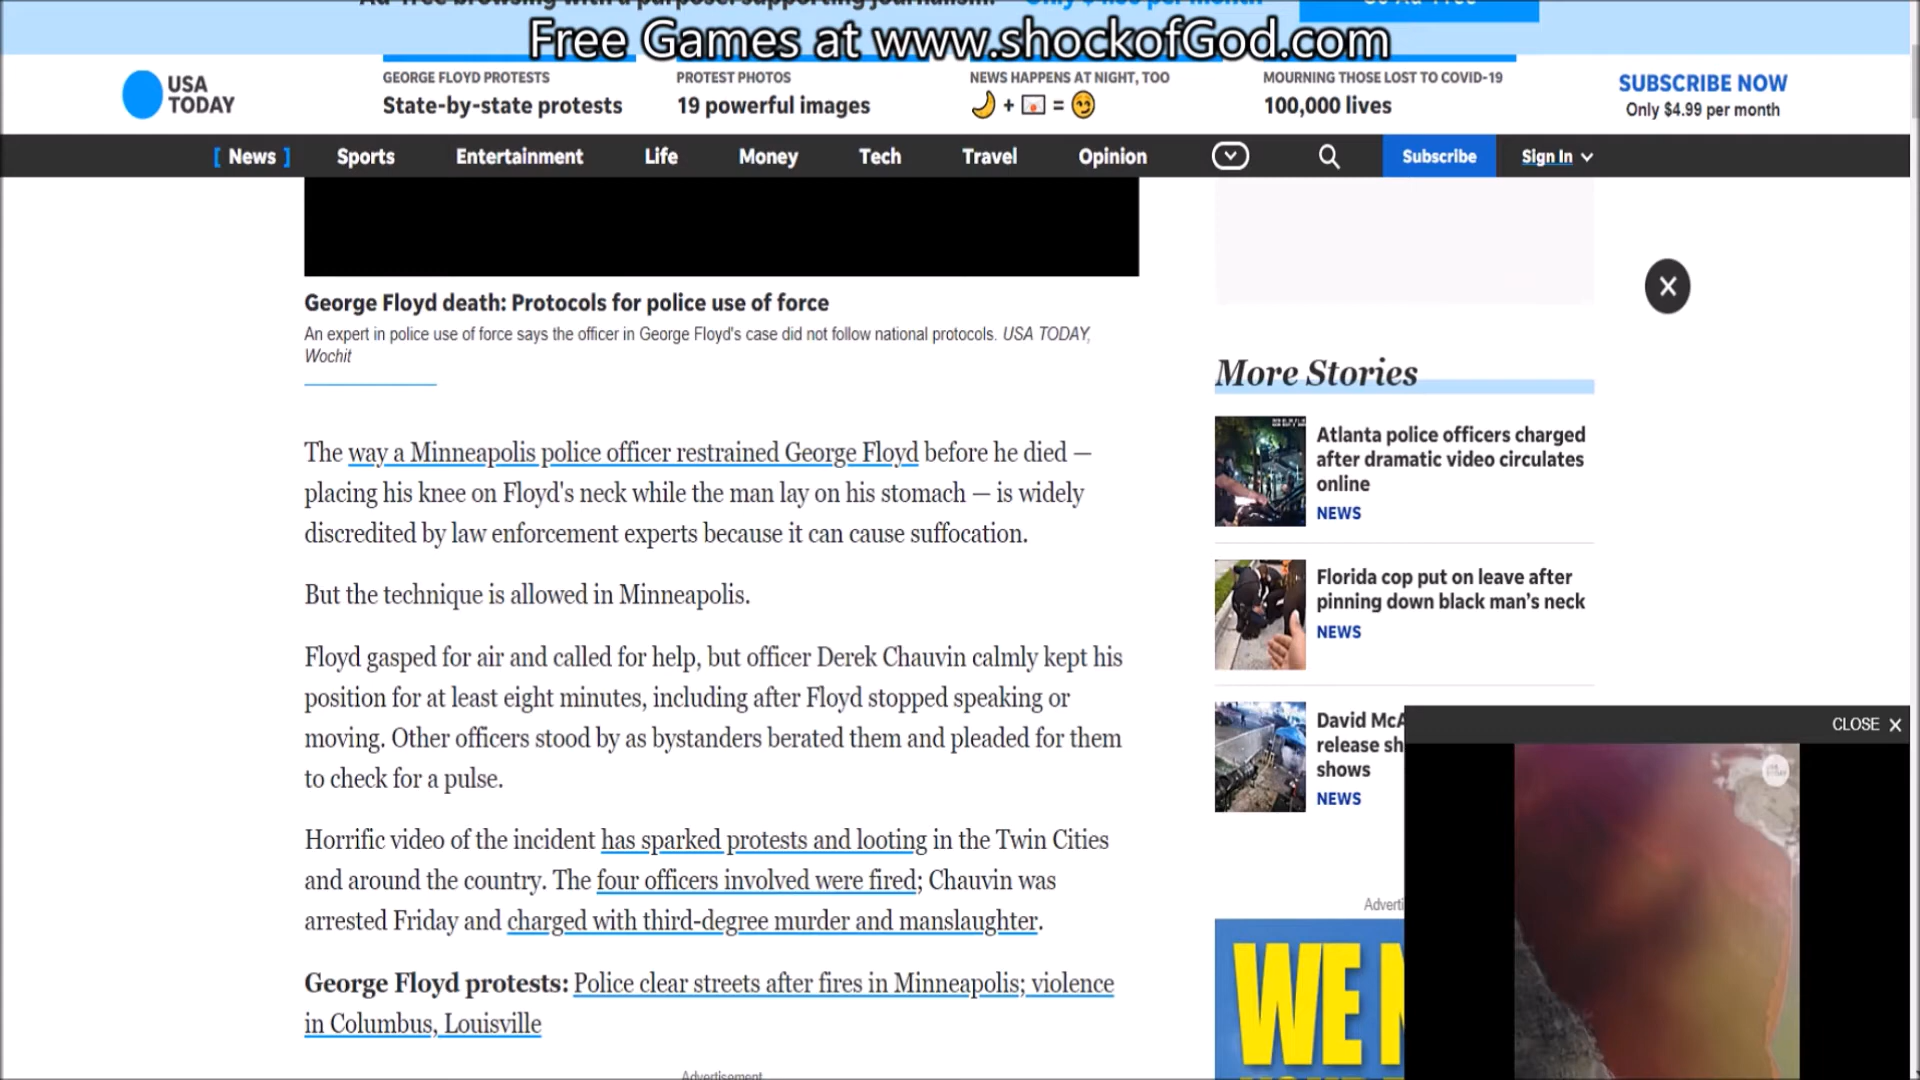 Free Games at www.shockofGod.com
USA
TODAY
GEORGE FLOYD PROTESTS
State-by-state protests
PROTEST PHOTOS
19 powerful images
NEWS HAPPENS AT NIGHT, TOO
🌙 + 💌 = 😏
MOURNING THOSE LOST TO COVID-19
100,000 lives
SUBSCRIBE NOW
Only $4.99 per month
[ News ]
Sports
Entertainment
Life
Money
Tech
Travel
Opinion
Subscribe
Sign In
George Floyd death: Protocols for police use of force
An expert in police use of force says the officer in George Floyd's case did not follow national protocols. USA TODAY,
Wochit
The way a Minneapolis police officer restrained George Floyd before he died —
placing his knee on Floyd's neck while the man lay on his stomach — is widely
discredited by law enforcement experts because it can cause suffocation.
But the technique is allowed in Minneapolis.
Floyd gasped for air and called for help, but officer Derek Chauvin calmly kept his
position for at least eight minutes, including after Floyd stopped speaking or
moving. Other officers stood by as bystanders berated them and pleaded for them
to check for a pulse.
Horrific video of the incident has sparked protests and looting in the Twin Cities
and around the country. The four officers involved were fired; Chauvin was
arrested Friday and charged with third-degree murder and manslaughter.
George Floyd protests: Police clear streets after fires in Minneapolis; violence
in Columbus, Louisville
Advertisement
More Stories
Atlanta police officers charged
after dramatic video circulates
online
NEWS
Florida cop put on leave after
pinning down black man's neck
NEWS
David McA
release sh
shows
NEWS
CLOSE X
Adverti
WE N